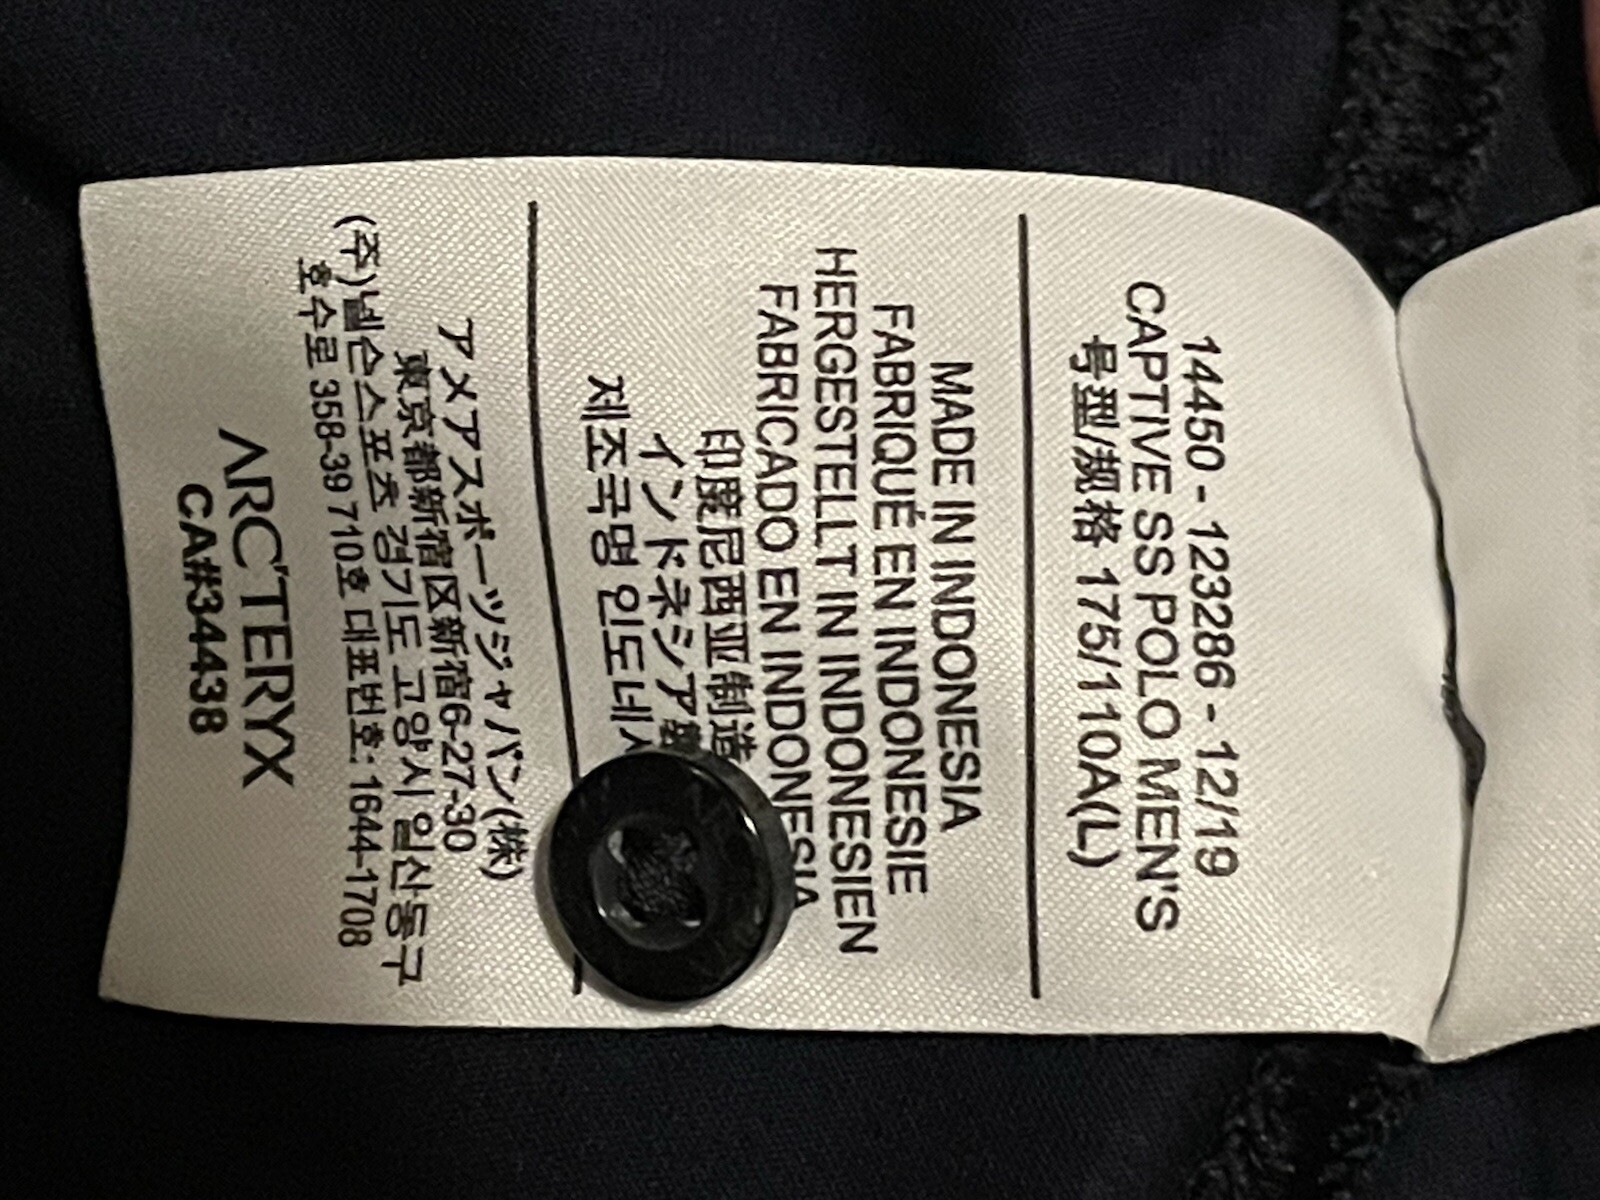 14450 - 123286 - 12/19
CAPTIVE SS POLO MEN'S
号型/规格 175/110A(L)
MADE IN INDONESIA
FABRIQUÉ EN INDONESIE
HERGESTELLT IN INDONESIEN
FABRICADO EN INDONESIA
印度尼西亚制造
インドネシア製
제조국명 인도네
アメアスポーツジャパン(株)
東京都新宿区新宿6-27-30
(주)넬슨스포츠 경기도 고양시 일산동구
호수로 358-39 710호 대표번호: 1644-1708
ARC'TERYX
CA#34438